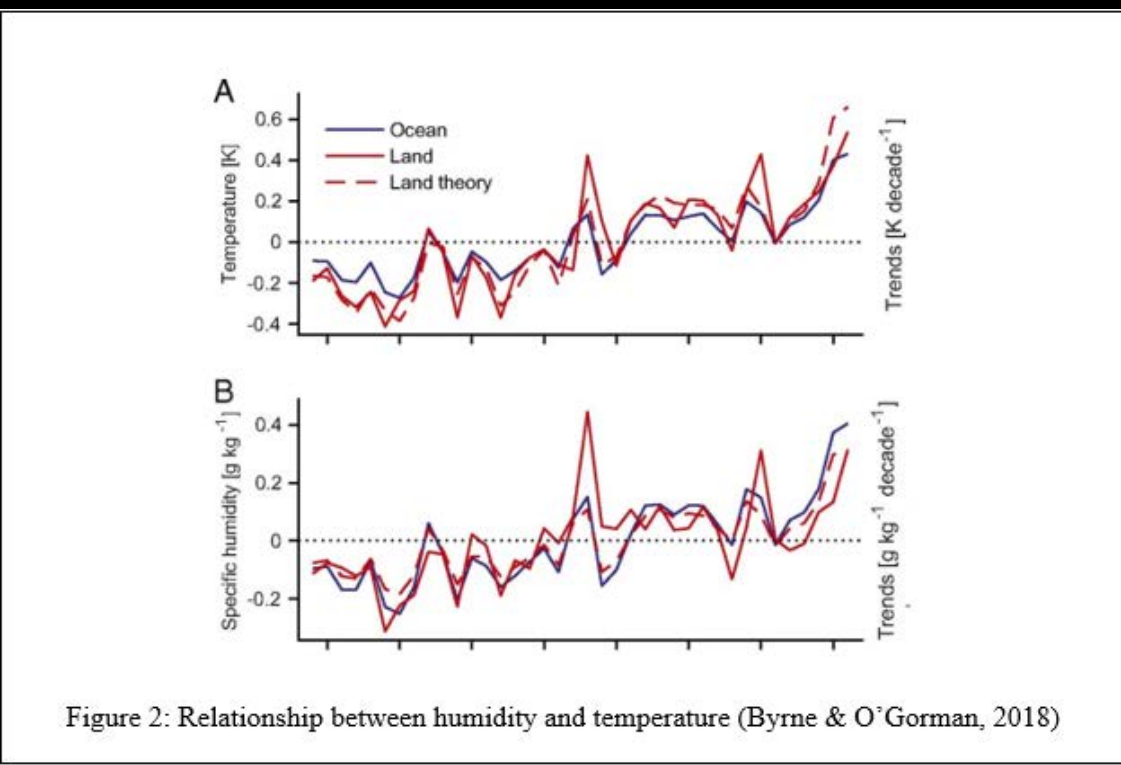 A
Temperature [K]
0.6
0.4
0.2
0
-0.2
-0.4
Ocean
Land
Land theory
Trends [K decade⁻¹]
B
Specific humidity [g kg⁻¹]
0.4
0.2
0
-0.2
Trends [g kg⁻¹ decade⁻¹]
Figure 2: Relationship between humidity and temperature (Byrne & O’Gorman, 2018)